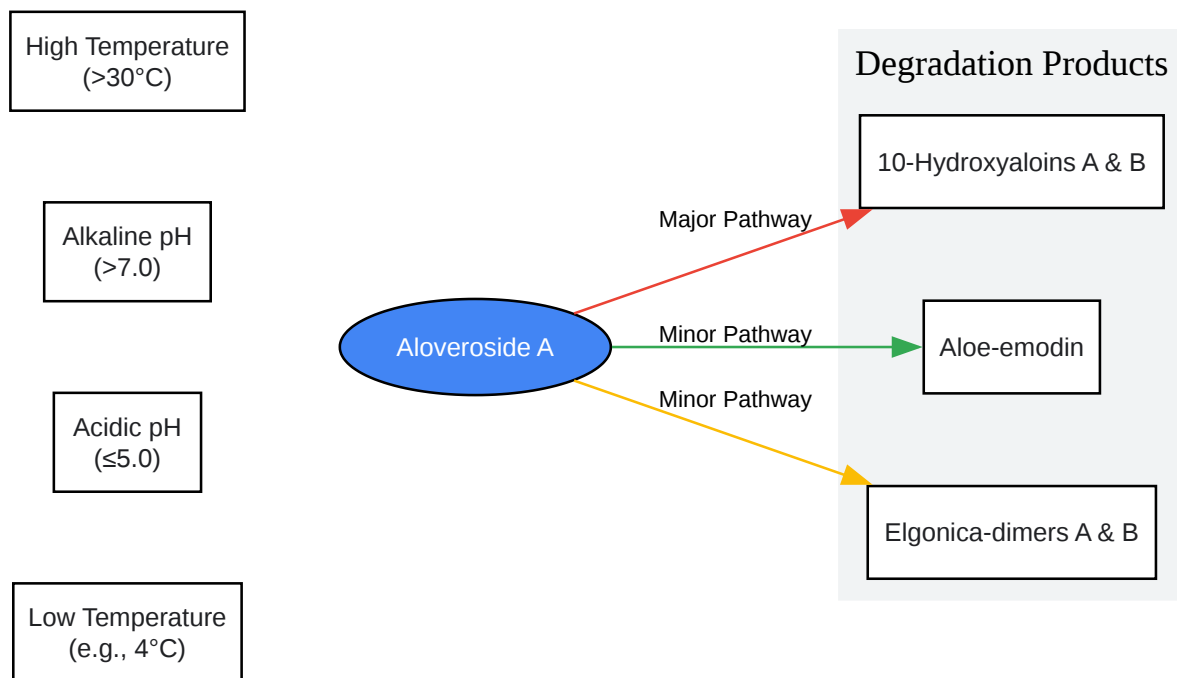 High Temperature
(>30°C)
Alkaline pH
(>7.0)
Acidic pH
(≤5.0)
Low Temperature
(e.g., 4°C)
Aloveroside A
Major Pathway
Minor Pathway
Minor Pathway
Degradation Products
10-Hydroxyaloins A & B
Aloe-emodin
Elgonica-dimers A & B